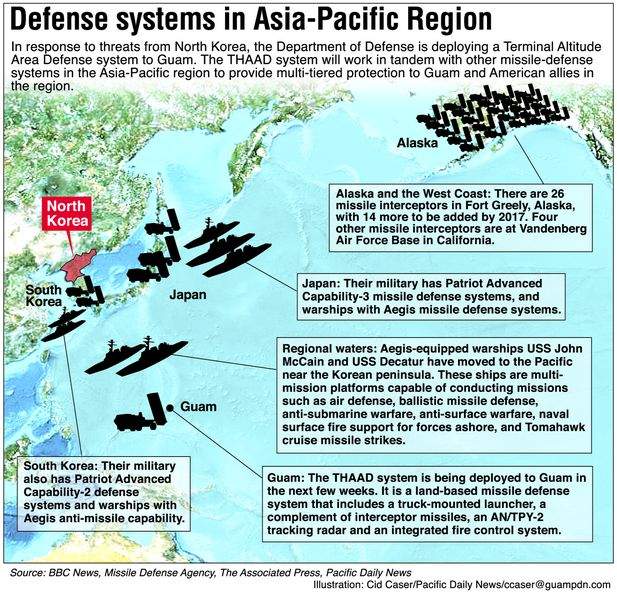 Defense systems in Asia-Pacific Region
In response to threats from North Korea, the Department of Defense is deploying a Terminal Altitude
Area Defense system to Guam. The THAAD system will work in tandem with other missile-defense
systems in the Asia-Pacific region to provide multi-tiered protection to Guam and American allies in
the region.
Alaska
Alaska and the West Coast: There are 26
missile interceptors in Fort Greely, Alaska,
with 14 more to be added by 2017. Four
other missile interceptors are at Vandenberg
Air Force Base in California.
North
Korea
South
Korea
Japan
Japan: Their military has Patriot Advanced
Capability-3 missile defense systems, and
warships with Aegis missile defense systems.
Regional waters: Aegis-equipped warships USS John
McCain and USS Decatur have moved to the Pacific
near the Korean peninsula. These ships are multi-
mission platforms capable of conducting missions
such as air defense, ballistic missile defense,
anti-submarine warfare, anti-surface warfare, naval
surface fire support for forces ashore, and Tomahawk
cruise missile strikes.
Guam
South Korea: Their military
also has Patriot Advanced
Capability-2 defense
systems and warships with
Aegis anti-missile capability.
Guam: The THAAD system is being deployed to Guam in
the next few weeks. It is a land-based missile defense
system that includes a truck-mounted launcher, a
complement of interceptor missiles, an AN/TPY-2
tracking radar and an integrated fire control system.
Source: BBC News, Missile Defense Agency, The Associated Press, Pacific Daily News
Illustration: Cid Caser/Pacific Daily News/ccaser@guampdn.com